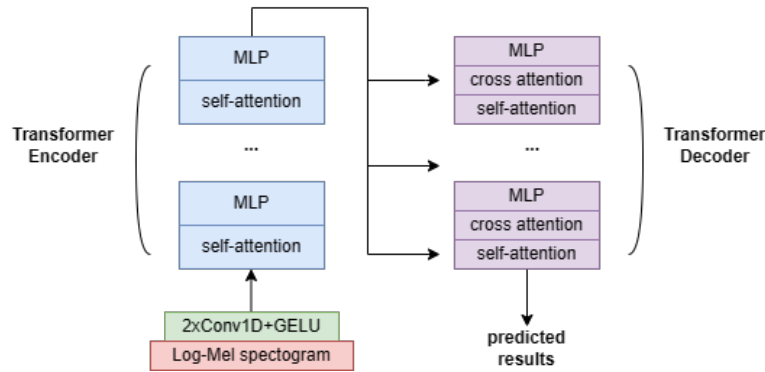 Transformer
Encoder
MLP
self-attention
...
MLP
self-attention
2xConv1D+GELU
Log-Mel spectogram
MLP
cross attention
self-attention
...
MLP
cross attention
self-attention
predicted
results
Transformer
Decoder